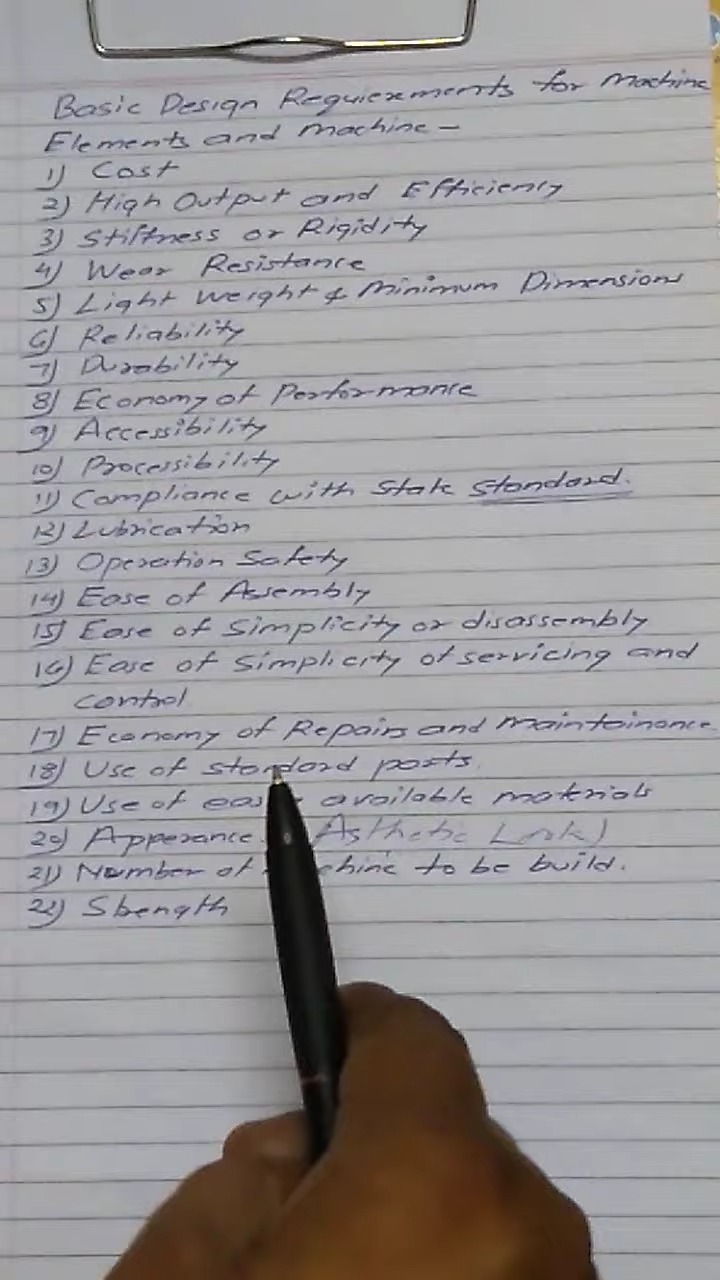 Basic Design Requierments for Machine
Elements and machine -
1) Cost
2) High Output and Efficiency
3) Stiffness or Rigidity
4) Wear Resistance
5) Light weight & Minimum Dimensions
6) Reliability
7) Durability
8) Economy of Performance
9) Accessibility
10) Processibility
11) Compliance with State Standard.
12) Lubrication
13) Operation Safety
14) Ease of Assembly
15) Ease of simplicity or disassembly
16) Ease of simplicity of servicing and
control
17) Economy of Repairs and maintainance.
18) Use of standard parts.
19) Use of available materials
20) Apperance Asthetic Look)
21) Number of to be build.
22) Strength